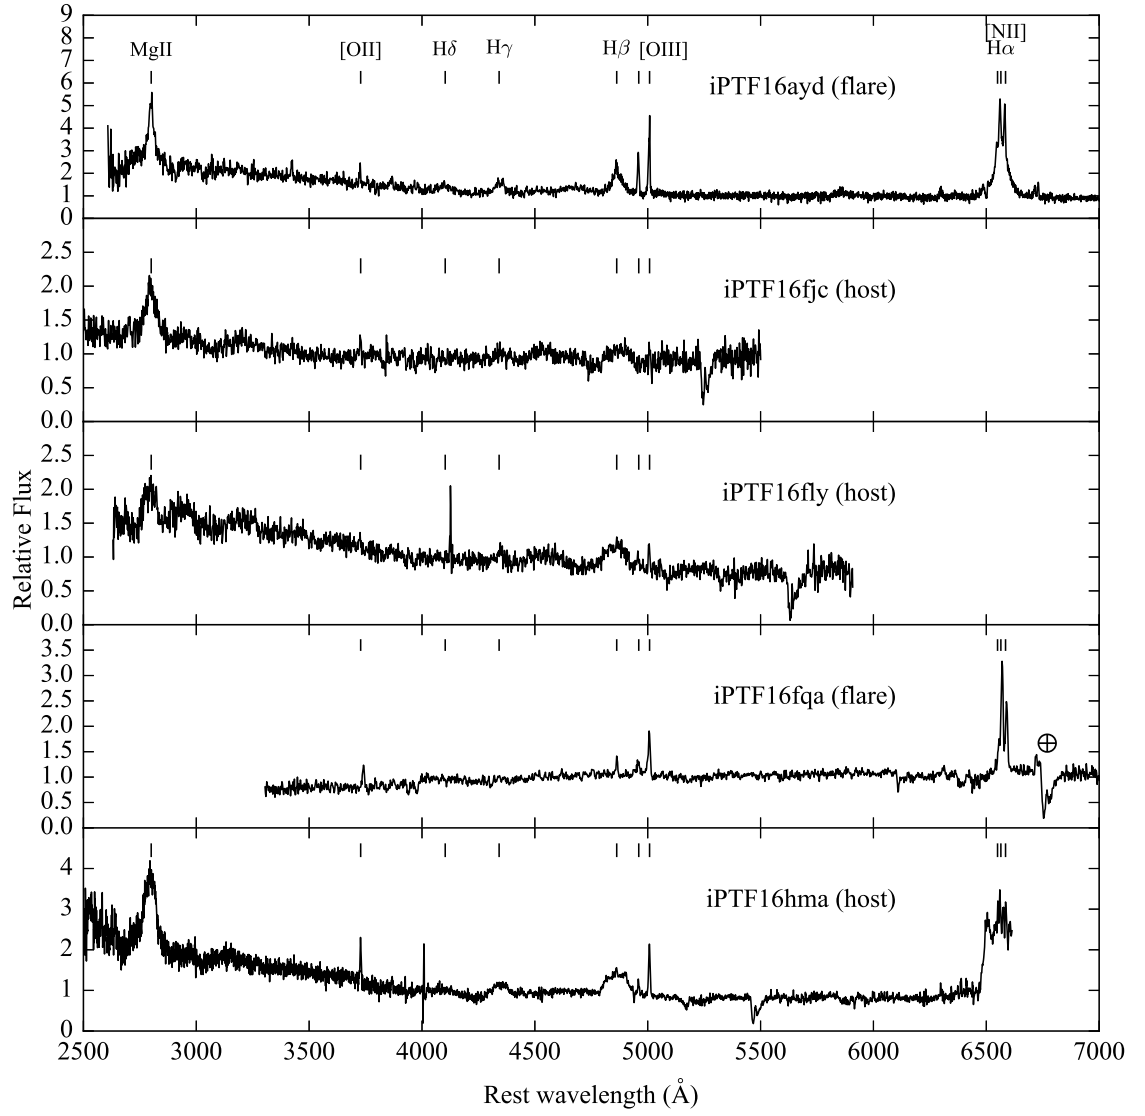 9
8
7
6
5
4
3
2
1
0
MgII
[OII]
Hδ
Hγ
Hβ
[OIII]
[NII]
Hα
iPTF16ayd (flare)
2.5
2.0
1.5
1.0
0.5
0.0
iPTF16fjc (host)
2.5
2.0
1.5
1.0
0.5
0.0
iPTF16fly (host)
Relative Flux
3.5
3.0
2.5
2.0
1.5
1.0
0.5
0.0
iPTF16fqa (flare)
4
3
2
1
0
iPTF16hma (host)
2500 3000 3500 4000 4500 5000 5500 6000 6500 7000
Rest wavelength (Å)